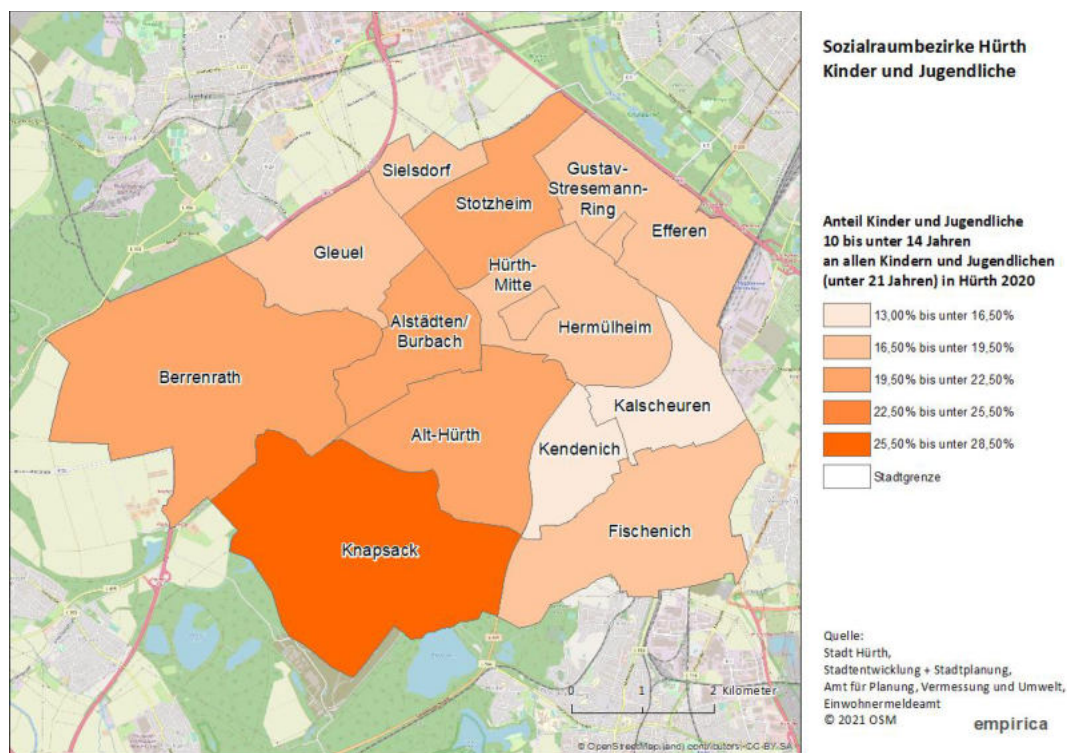 Sozialraumbezirke Hürth
Kinder und Jugendliche
Sielsdorf
Gustav-
Stresemann-
Ring
Stotzheim
Efferen
Gleuel
Hürth-
Mitte
Alstädten/
Burbach
Hermülheim
Berrenrath
Kalscheuren
Alt-Hürth
Kendenich
Fischenich
Knapsack
Anteil Kinder und Jugendliche
10 bis unter 14 Jahren
an allen Kindern und Jugendlichen
(unter 21 Jahren) in Hürth 2020
13,00% bis unter 16,50%
16,50% bis unter 19,50%
19,50% bis unter 22,50%
22,50% bis unter 25,50%
25,50% bis unter 28,50%
Stadtgrenze
0 1 2 Kilometer
Quelle:
Stadt Hürth,
Stadtentwicklung + Stadtplanung,
Amt für Planung, Vermessung und Umwelt,
Einwohnermeldeamt
© 2021 OSM
empirica
© OpenStreetMap (and) contributors, CC-BY-SA